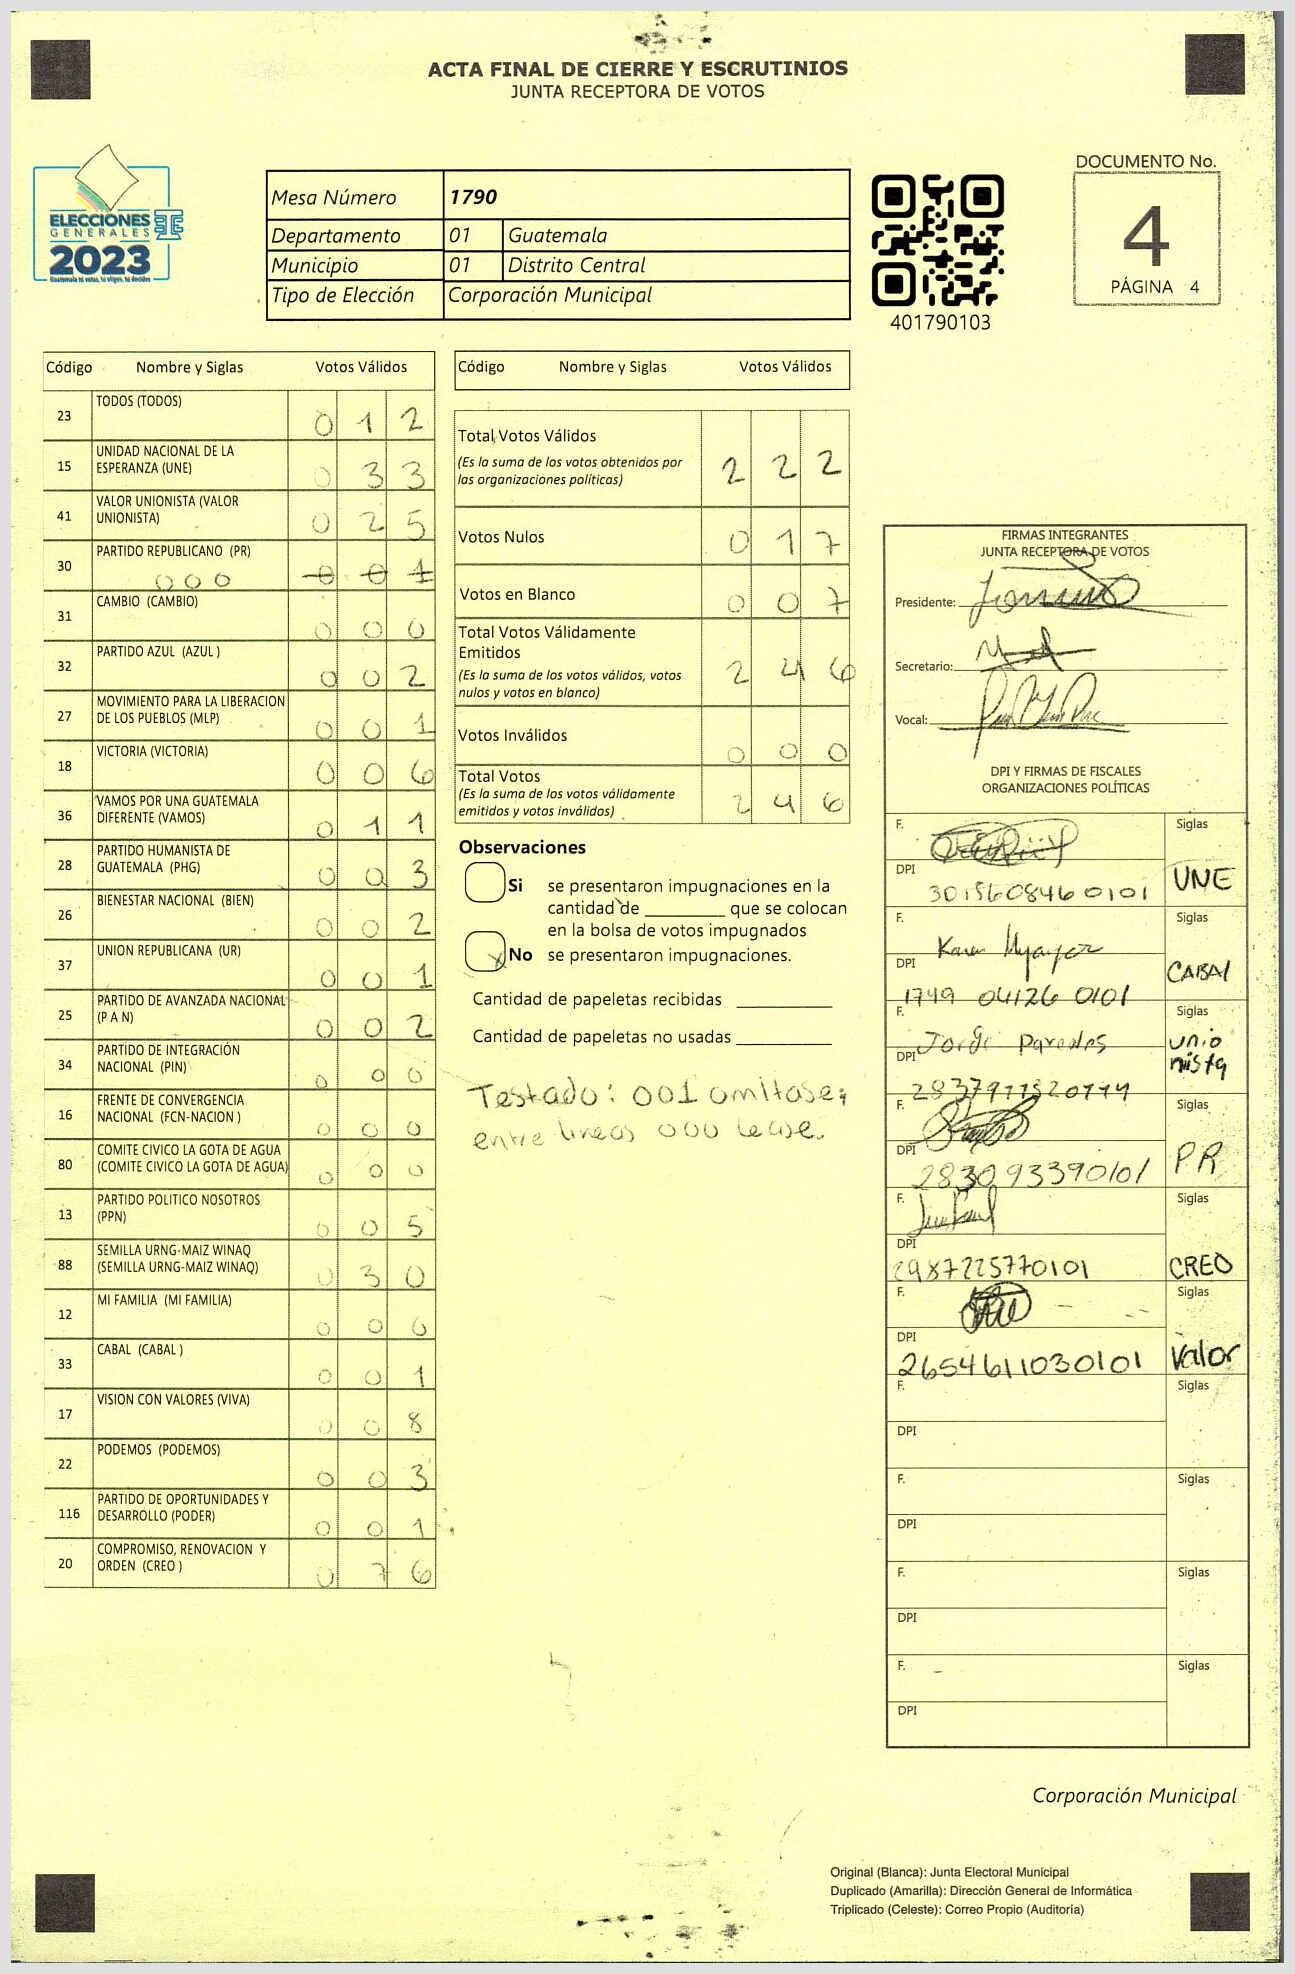 ACTA FINAL DE CIERRE Y ESCRUTINIOS
JUNTA RECEPTORA DE VOTOS
ELECCIONES
GENERALES
2023
Guatemala tú votas, tú eliges, tú decides
Mesa Número 1790
Departamento 01 Guatemala
Municipio 01 Distrito Central
Tipo de Elección Corporación Municipal
401790103
DOCUMENTO No.
4
PÁGINA 4
Código Nombre y Siglas Votos Válidos
23 TODOS (TODOS) 0 1 2
15 UNIDAD NACIONAL DE LA
ESPERANZA (UNE) 0 3 3
41 VALOR UNIONISTA (VALOR
UNIONISTA) 0 2 5
30 PARTIDO REPUBLICANO (PR)
000 0 0 1
31 CAMBIO (CAMBIO) 0 0 0
32 PARTIDO AZUL (AZUL ) 0 0 2
27 MOVIMIENTO PARA LA LIBERACION
DE LOS PUEBLOS (MLP) 0 0 1
18 VICTORIA (VICTORIA) 0 0 6
36 VAMOS POR UNA GUATEMALA
DIFERENTE (VAMOS) 0 1 1
28 PARTIDO HUMANISTA DE
GUATEMALA (PHG) 0 0 3
26 BIENESTAR NACIONAL (BIEN) 0 0 2
37 UNION REPUBLICANA (UR) 0 0 1
25 PARTIDO DE AVANZADA NACIONAL
(P A N) 0 0 2
34 PARTIDO DE INTEGRACIÓN
NACIONAL (PIN) 0 0 0
16 FRENTE DE CONVERGENCIA
NACIONAL (FCN-NACION ) 0 0 0
80 COMITE CIVICO LA GOTA DE AGUA
(COMITE CIVICO LA GOTA DE AGUA) 0 0 0
13 PARTIDO POLITICO NOSOTROS
(PPN) 0 0 5
88 SEMILLA URNG-MAIZ WINAQ
(SEMILLA URNG-MAIZ WINAQ) 0 3 0
12 MI FAMILIA (MI FAMILIA) 0 0 0
33 CABAL (CABAL ) 0 0 1
17 VISION CON VALORES (VIVA) 0 0 8
22 PODEMOS (PODEMOS) 0 0 3
116 PARTIDO DE OPORTUNIDADES Y
DESARROLLO (PODER) 0 0 1
20 COMPROMISO, RENOVACION Y
ORDEN (CREO ) 0 7 6
Código Nombre y Siglas Votos Válidos
Total Votos Válidos
(Es la suma de los votos obtenidos por
las organizaciones políticas) 2 2 2
Votos Nulos 0 1 7
Votos en Blanco 0 0 7
Total Votos Válidamente
Emitidos
(Es la suma de los votos válidos, votos
nulos y votos en blanco) 2 4 6
Votos Inválidos 0 0 0
Total Votos
(Es la suma de los votos válidamente
emitidos y votos inválidos) 2 4 6
Observaciones
Si se presentaron impugnaciones en la
cantidad de ________ que se colocan
en la bolsa de votos impugnados
x No se presentaron impugnaciones.
Cantidad de papeletas recibidas __________
Cantidad de papeletas no usadas __________
Testado: 001 omitase;
entre lineas 000 lease.
FIRMAS INTEGRANTES
JUNTA RECEPTORA DE VOTOS
Presidente:
Secretario:
Vocal:
DPI Y FIRMAS DE FISCALES
ORGANIZACIONES POLÍTICAS
F. Siglas
DPI 3015608460101 UNE
F. Karen Siglas
DPI 1749 04126 0101 CABAL
F. Jorge Paredes Siglas
DPI unio
nista
F. Siglas
DPI 283093390101 PR
F. Siglas
DPI 2987225770101 CREO
F. Siglas
DPI 2654611030101 Valor
F. Siglas
DPI
F. Siglas
DPI
F. Siglas
DPI
F. Siglas
DPI
Corporación Municipal
Original (Blanca): Junta Electoral Municipal
Duplicado (Amarilla): Dirección General de Informática
Triplicado (Celeste): Correo Propio (Auditoría)